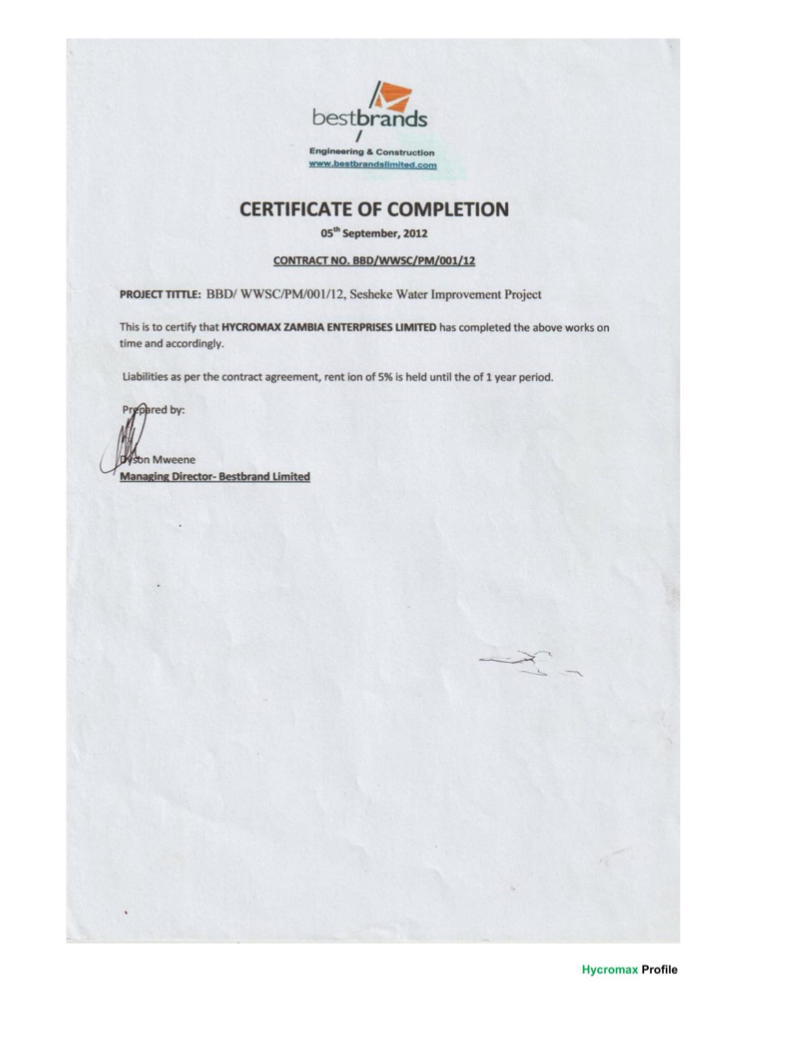 bestbrands
Engineering & Construction
www.bestbrandslimited.com
CERTIFICATE OF COMPLETION
05th September, 2012
CONTRACT NO. BBD/WWSC/PM/001/12
PROJECT TITTLE: BBD/ WWSC/PM/001/12, Sesheke Water Improvement Project
This is to certify that HYCROMAX ZAMBIA ENTERPRISES LIMITED has completed the above works on
time and accordingly.
Liabilities as per the contract agreement, rent ion of 5% is held until the of 1 year period.
Prepared by:
Dyson Mweene
Managing Director- Bestbrand Limited
Hycromax Profile